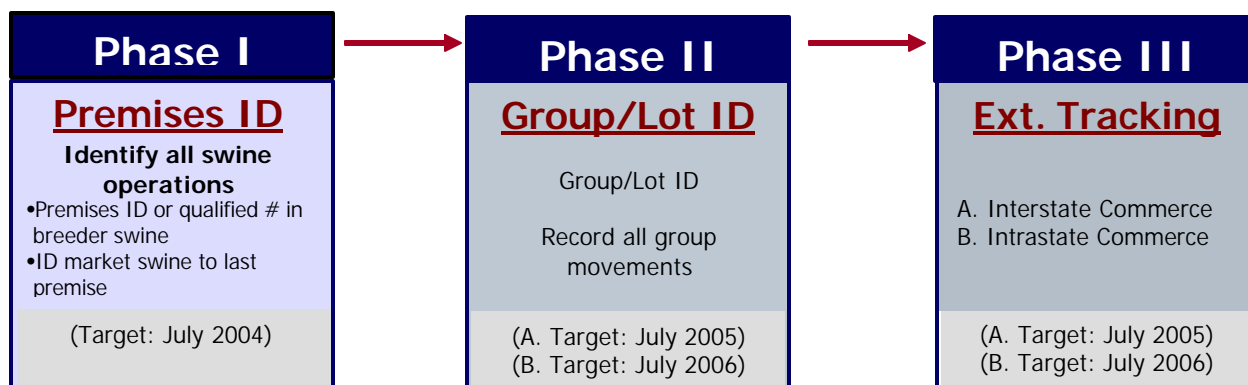 Phase I
Premises ID
Identify all swine
operations
•Premises ID or qualified # in
breeder swine
•ID market swine to last
premise
(Target: July 2004)
Phase II
Group/Lot ID
Group/Lot ID
Record all group
movements
(A. Target: July 2005)
(B. Target: July 2006)
Phase III
Ext. Tracking
A. Interstate Commerce
B. Intrastate Commerce
(A. Target: July 2005)
(B. Target: July 2006)